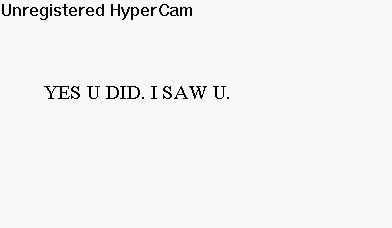 Unregistered HyperCam
YES U DID. I SAW U.